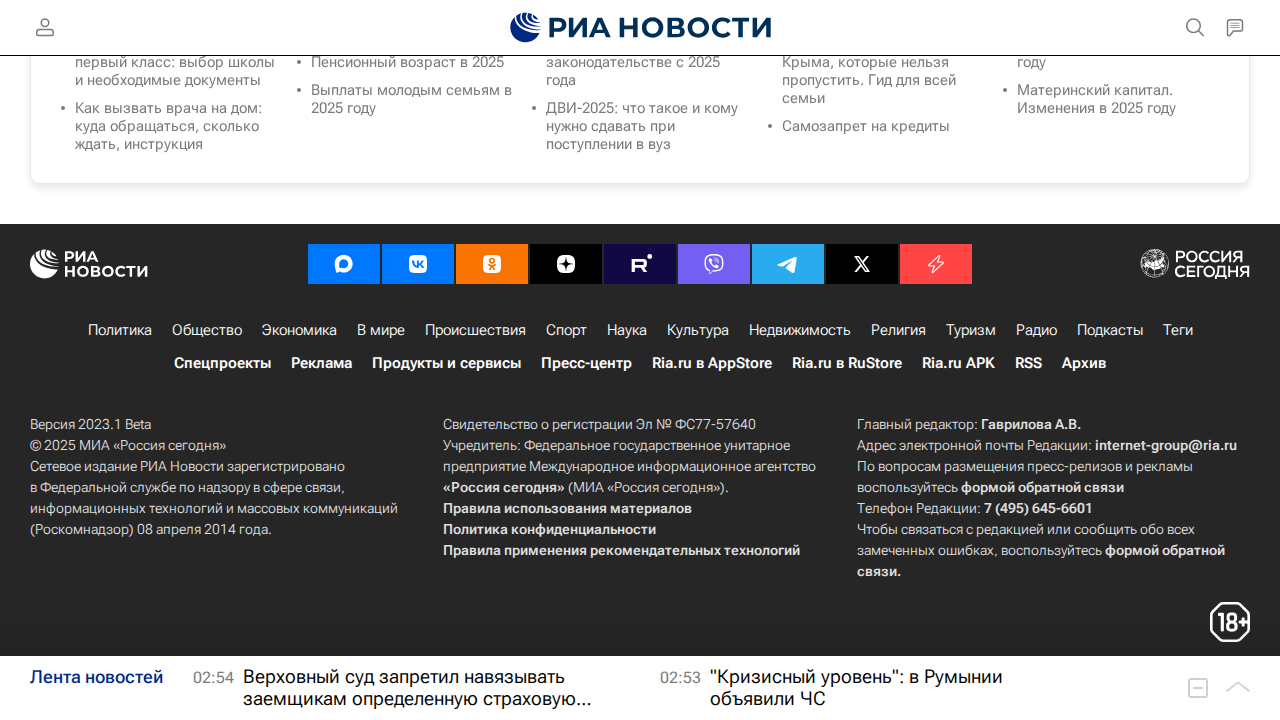 РИА НОВОСТИ
первый класс: выбор школы
и необходимые документы
Как вызвать врача на дом:
куда обращаться, сколько
ждать, инструкция
Пенсионный возраст в 2025
Выплаты молодым семьям в
2025 году
законодательстве с 2025
года
ДВИ-2025: что такое и кому
нужно сдавать при
поступлении в вуз
Крыма, которые нельзя
пропустить. Гид для всей
семьи
Самозапрет на кредиты
году
Материнский капитал.
Изменения в 2025 году
РИА
НОВОСТИ
РОССИЯ
СЕГОДНЯ
Политика Общество Экономика В мире Происшествия Спорт Наука Культура Недвижимость Религия Туризм Радио Подкасты Теги
Спецпроекты Реклама Продукты и сервисы Пресс-центр Ria.ru в AppStore Ria.ru в RuStore Ria.ru APK RSS Архив
Версия 2023.1 Beta
© 2025 МИА «Россия сегодня»
Сетевое издание РИА Новости зарегистрировано
в Федеральной службе по надзору в сфере связи,
информационных технологий и массовых коммуникаций
(Роскомнадзор) 08 апреля 2014 года.
Свидетельство о регистрации Эл № ФС77-57640
Учредитель: Федеральное государственное унитарное
предприятие Международное информационное агентство
«Россия сегодня» (МИА «Россия сегодня»).
Правила использования материалов
Политика конфиденциальности
Правила применения рекомендательных технологий
Главный редактор: Гаврилова А.В.
Адрес электронной почты Редакции: internet-group@ria.ru
По вопросам размещения пресс-релизов и рекламы
воспользуйтесь формой обратной связи
Телефон Редакции: 7 (495) 645-6601
Чтобы связаться с редакцией или сообщить обо всех
замеченных ошибках, воспользуйтесь формой обратной
связи.
18+
Лента новостей
02:54 Верховный суд запретил навязывать
заемщикам определенную страховую...
02:53 "Кризисный уровень": в Румынии
объявили ЧС